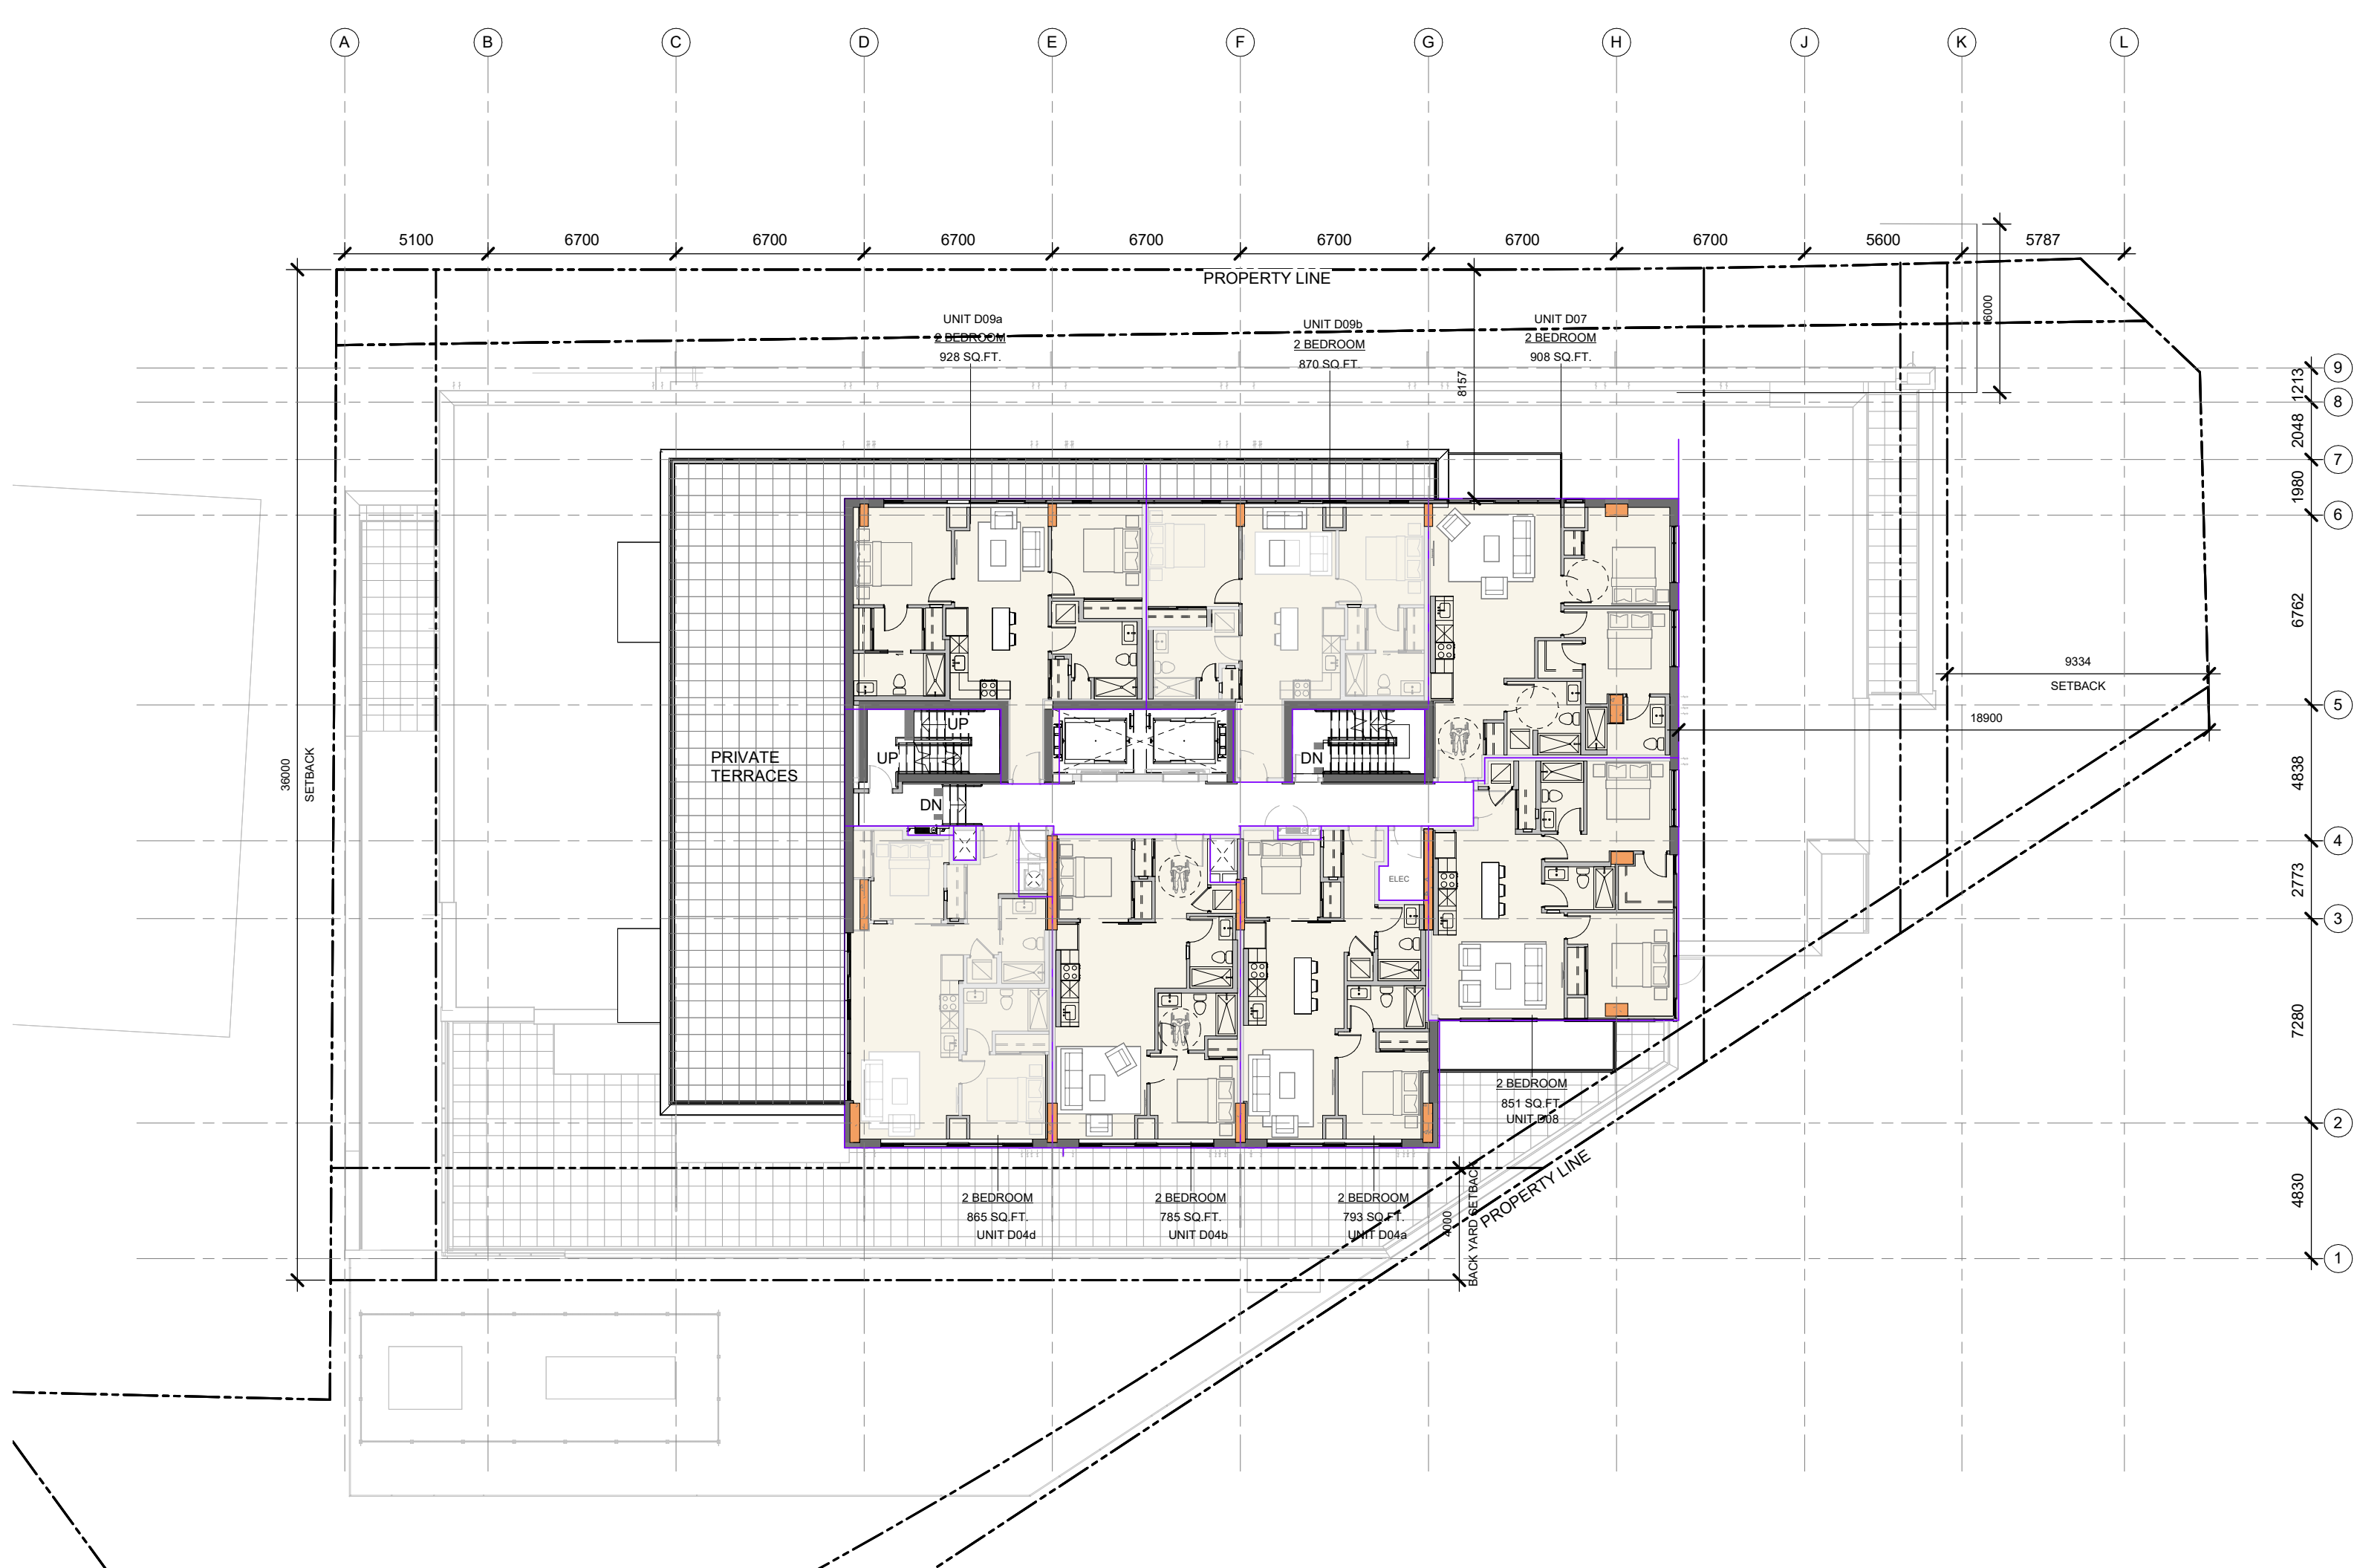 A
B
C
D
E
F
G
H
J
K
L
5100
6700
6700
6700
6700
6700
6700
6700
5600
5787
PROPERTY LINE
6000
UNIT D09a
2 BEDROOM
928 SQ.FT.
UNIT D09b
2 BEDROOM
870 SQ.FT.
UNIT D07
2 BEDROOM
908 SQ.FT.
8157
9
1213
8
2048
7
1980
6
6762
9334
SETBACK
5
18900
36000
SETBACK
PRIVATE
TERRACES
UP
UP
DN
DN
4838
4
ELEC
2773
3
7280
2 BEDROOM
851 SQ.FT.
UNIT D08
2
2 BEDROOM
865 SQ.FT.
UNIT D04d
2 BEDROOM
785 SQ.FT.
UNIT D04b
2 BEDROOM
793 SQ.FT.
UNIT D04a
4000
BACK YARD SETBACK
PROPERTY LINE
4830
1